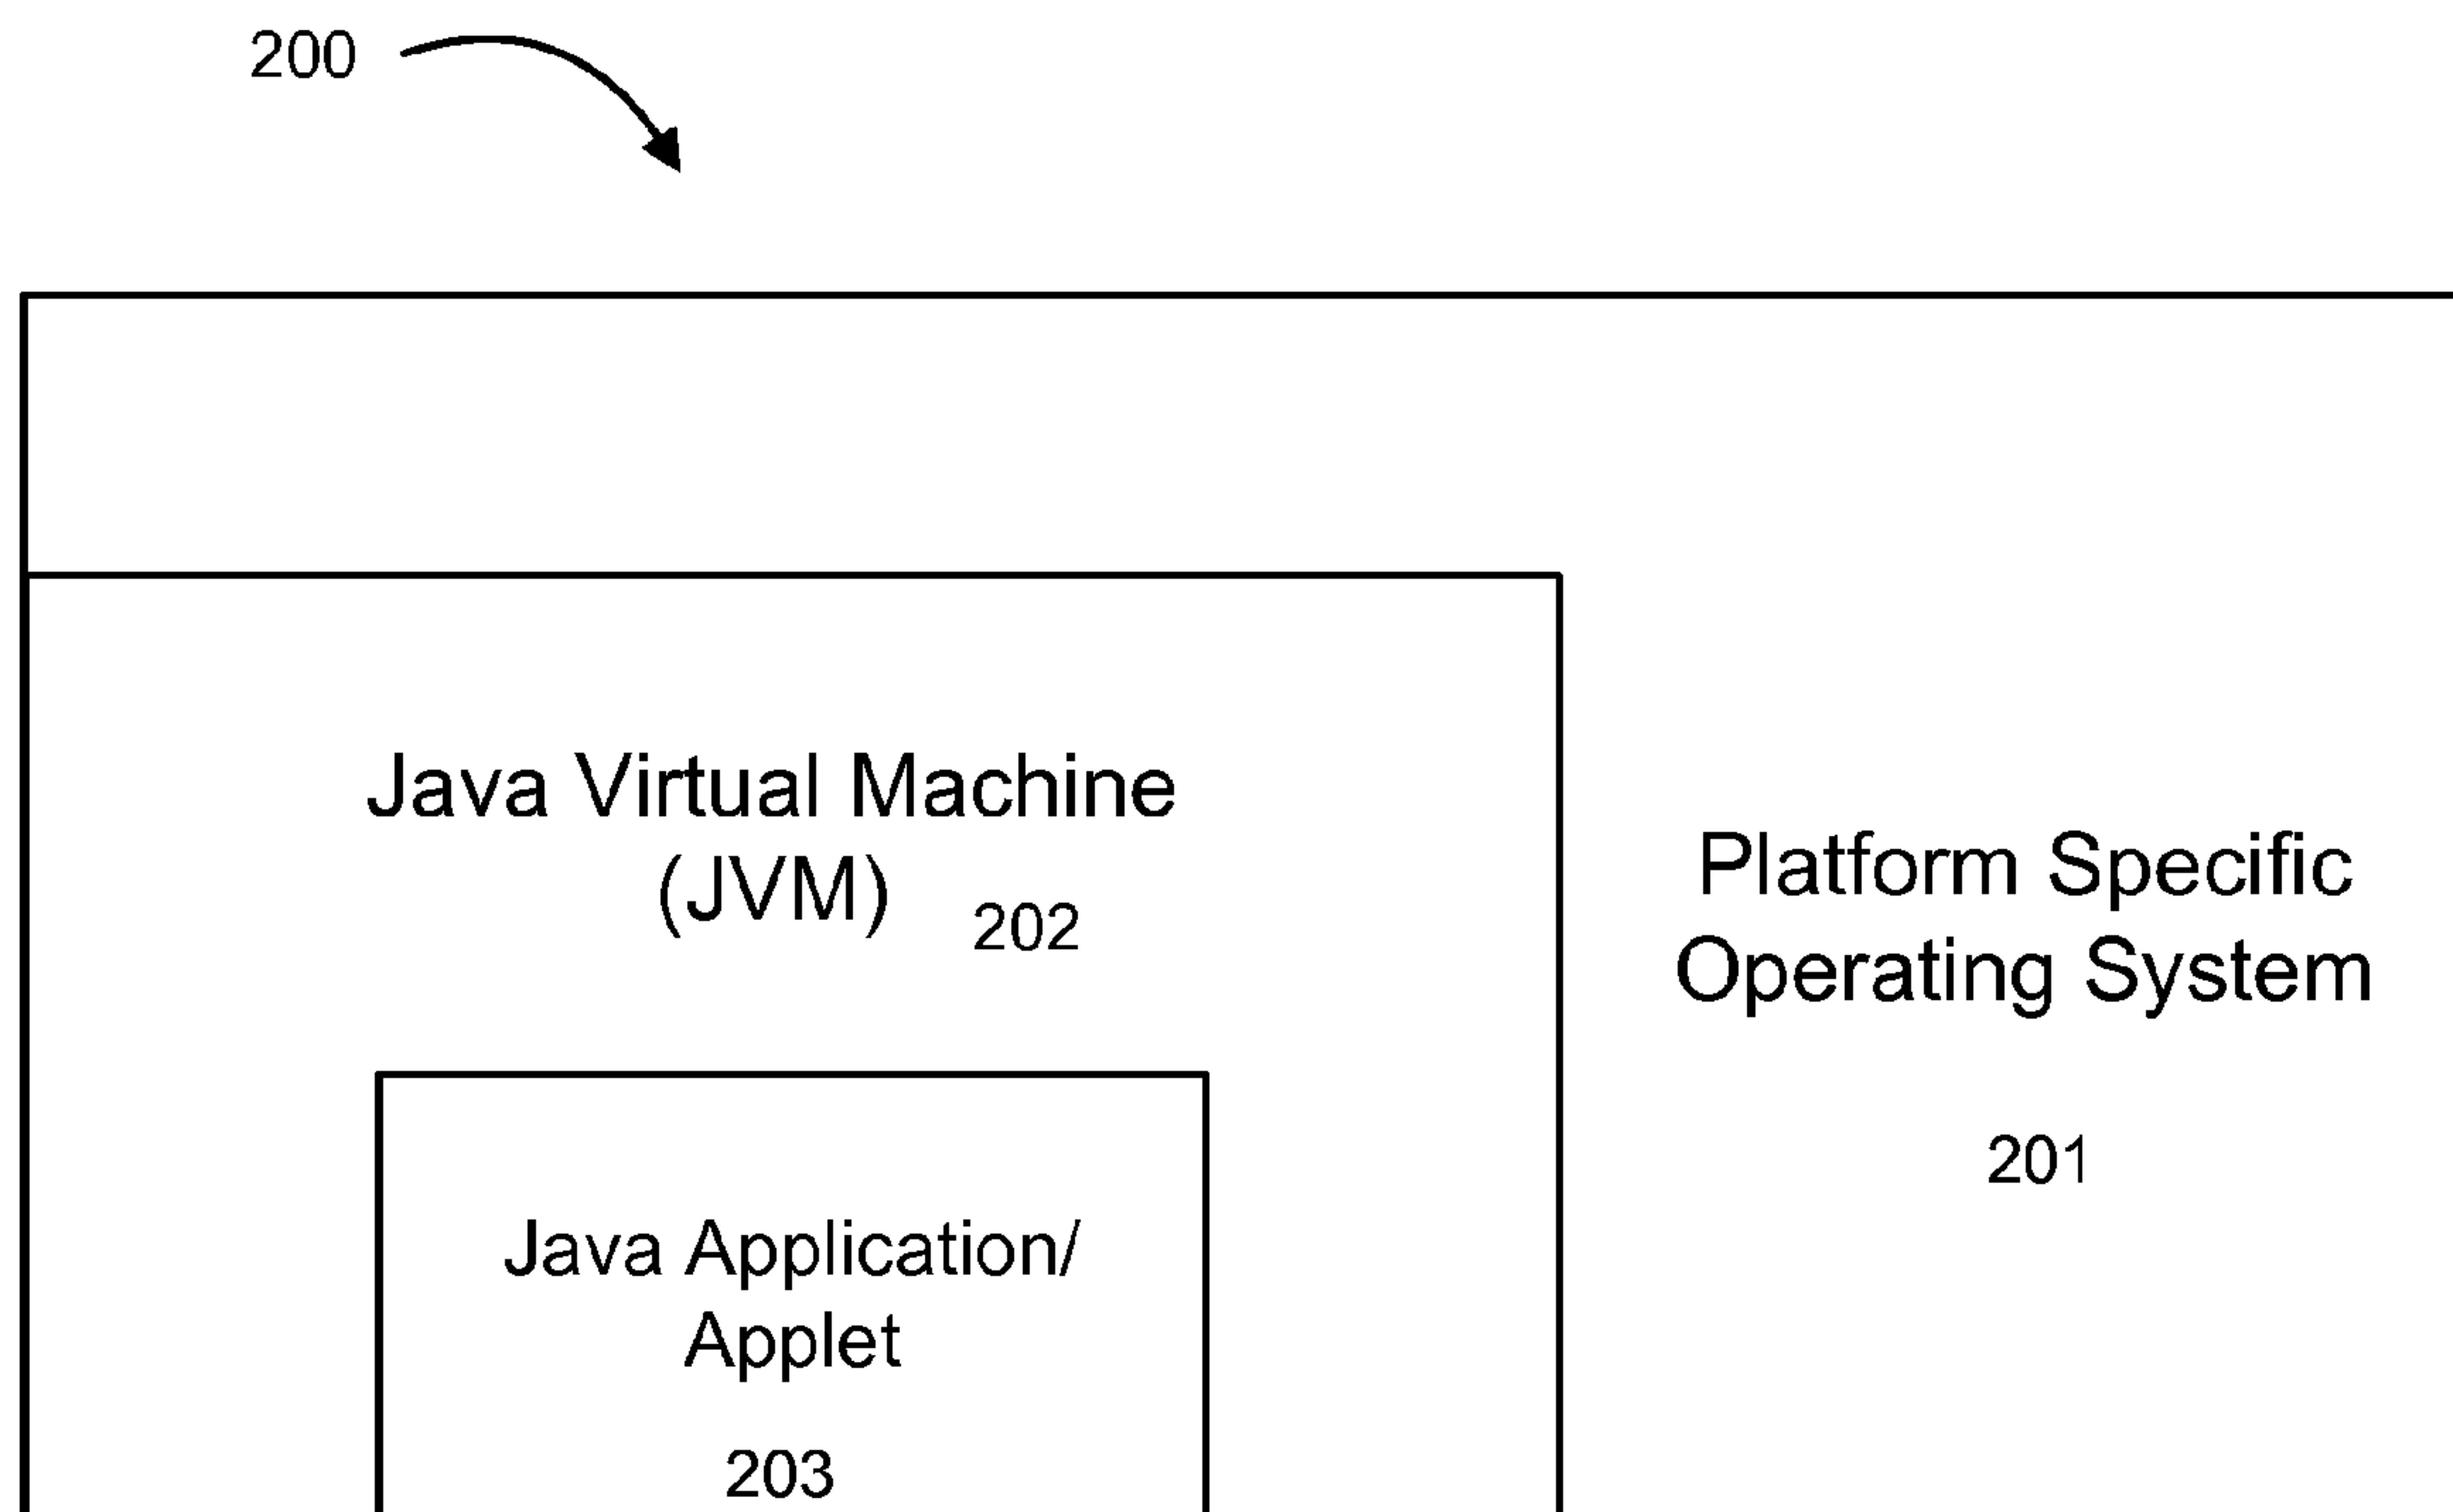 200
Java Virtual Machine
(JVM) 202
Platform Specific
Operating System
201
Java Application/
Applet
203